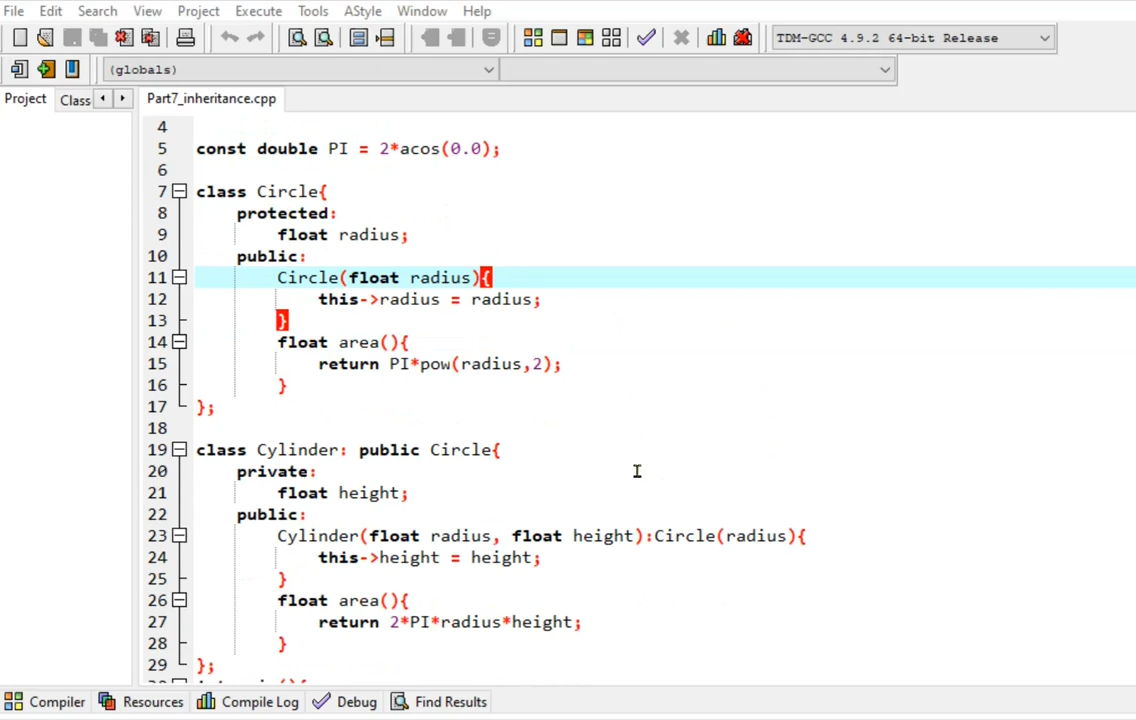 File Edit Search View Project Execute Tools AStyle Window Help
TDM-GCC 4.9.2 64-bit Release
(globals)
Project Class Part7_inheritance.cpp
4
5 const double PI = 2*acos(0.0);
6
7 class Circle{
8 protected:
9 float radius;
10 public:
11 Circle(float radius){
12 this->radius = radius;
13 }
14 float area(){
15 return PI*pow(radius,2);
16 }
17 };
18
19 class Cylinder: public Circle{
20 private:
21 float height;
22 public:
23 Cylinder(float radius, float height):Circle(radius){
24 this->height = height;
25 }
26 float area(){
27 return 2*PI*radius*height;
28 }
29 };
Compiler Resources Compile Log Debug Find Results